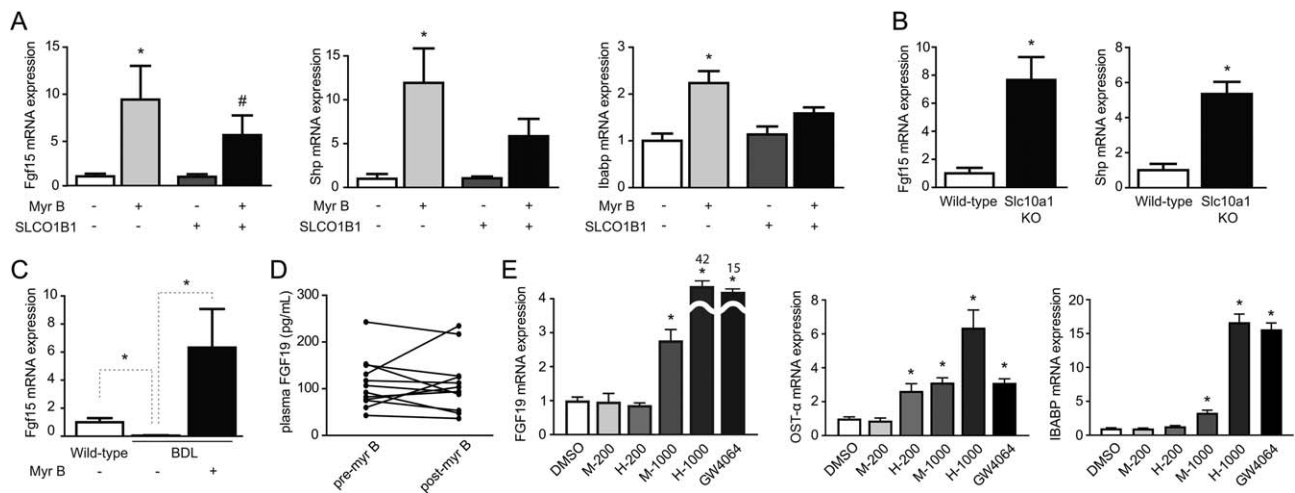 A
Fgf15 mRNA expression
15
10
5
0
*
#
Myr B - + - +
SLCO1B1 - - + +
Shp mRNA expression
15
10
5
0
*
Myr B - + - +
SLCO1B1 - - + +
Ibabp mRNA expression
3
2
1
0
*
Myr B - + - +
SLCO1B1 - - + +
B
Fgf15 mRNA expression
10
8
6
4
2
0
*
Wild-type Slc10a1
KO
Shp mRNA expression
8
6
4
2
0
*
Wild-type Slc10a1
KO
C
Fgf15 mRNA expression
10
8
6
4
2
0
*
*
Wild-type BDL
Myr B - - +
D
plasma FGF19 (pg/mL)
300
200
100
0
pre-myr B
post-myr B
E
FGF19 mRNA expression
4
3
2
1
0
*
42
*
15
*
DMSO
M-200
H-200
M-1000
H-1000
GW4064
OST-α mRNA expression
8
6
4
2
0
*
*
*
*
DMSO
M-200
H-200
M-1000
H-1000
GW4064
IBABP mRNA expression
20
15
10
5
0
*
*
*
DMSO
M-200
H-200
M-1000
H-1000
GW4064